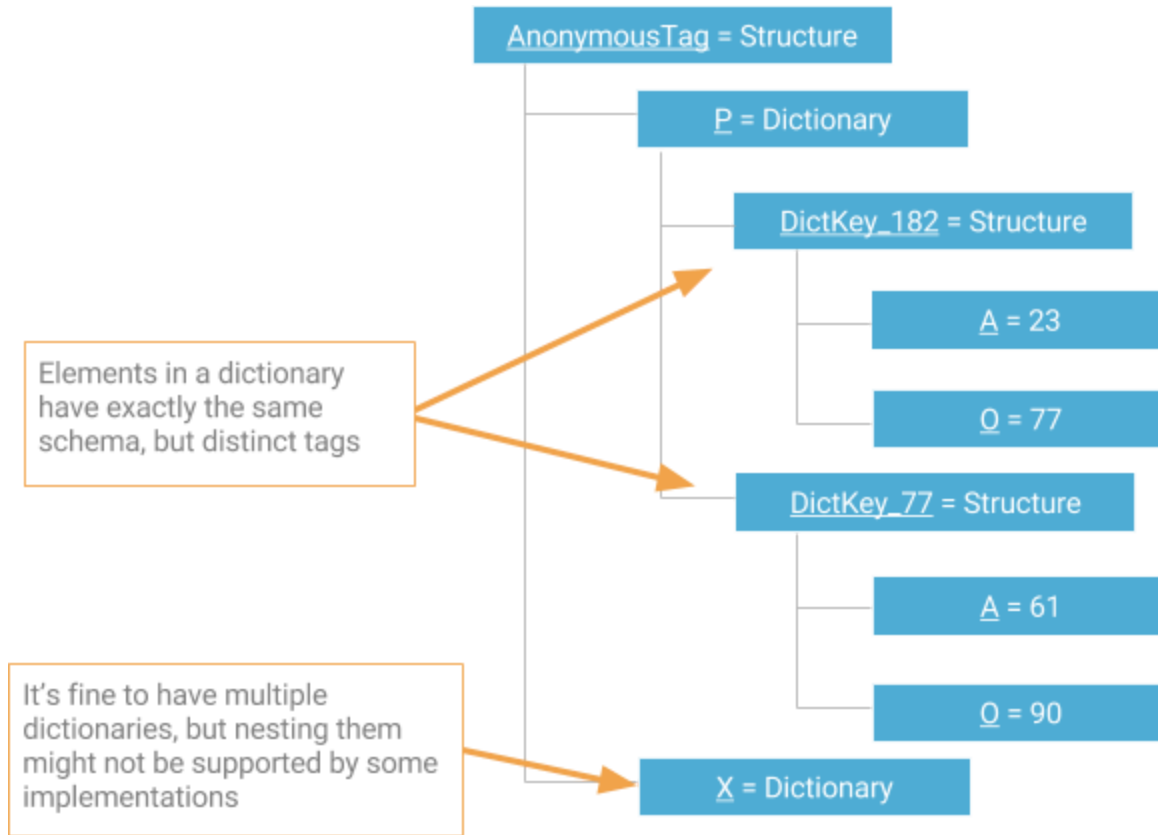 AnonymousTag = Structure
P = Dictionary
DictKey_182 = Structure
A = 23
O = 77
Elements in a dictionary
have exactly the same
schema, but distinct tags
DictKey_77 = Structure
A = 61
O = 90
It's fine to have multiple
dictionaries, but nesting them
might not be supported by some
implementations
X = Dictionary